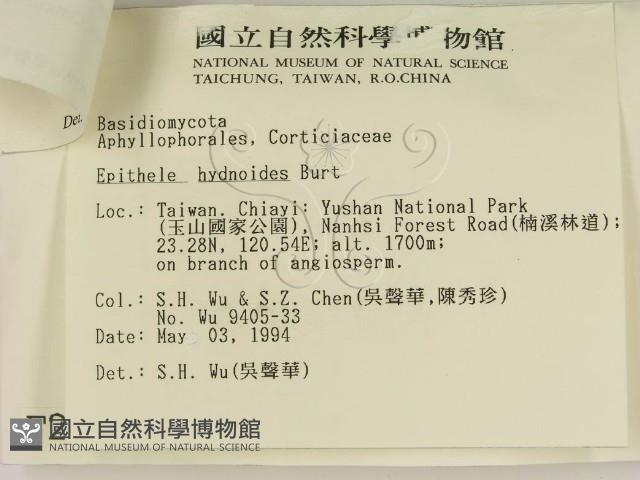 國立自然科學博物館
NATIONAL MUSEUM OF NATURAL SCIENCE
TAICHUNG, TAIWAN, R.O.CHINA
Det.
Basidiomycota
Aphyllophorales, Corticiaceae
Epithele hydnoides Burt
Loc.: Taiwan. Chiayi: Yushan National Park
(玉山國家公園), Nanhsi Forest Road(楠溪林道);
23.28N, 120.54E; alt. 1700m;
on branch of angiosperm.
Col.: S.H. Wu & S.Z. Chen(吳聲華,陳秀珍)
No. Wu 9405-33
Date: May 03, 1994
Det.: S.H. Wu(吳聲華)
國立自然科學博物館
NATIONAL MUSEUM OF NATURAL SCIENCE